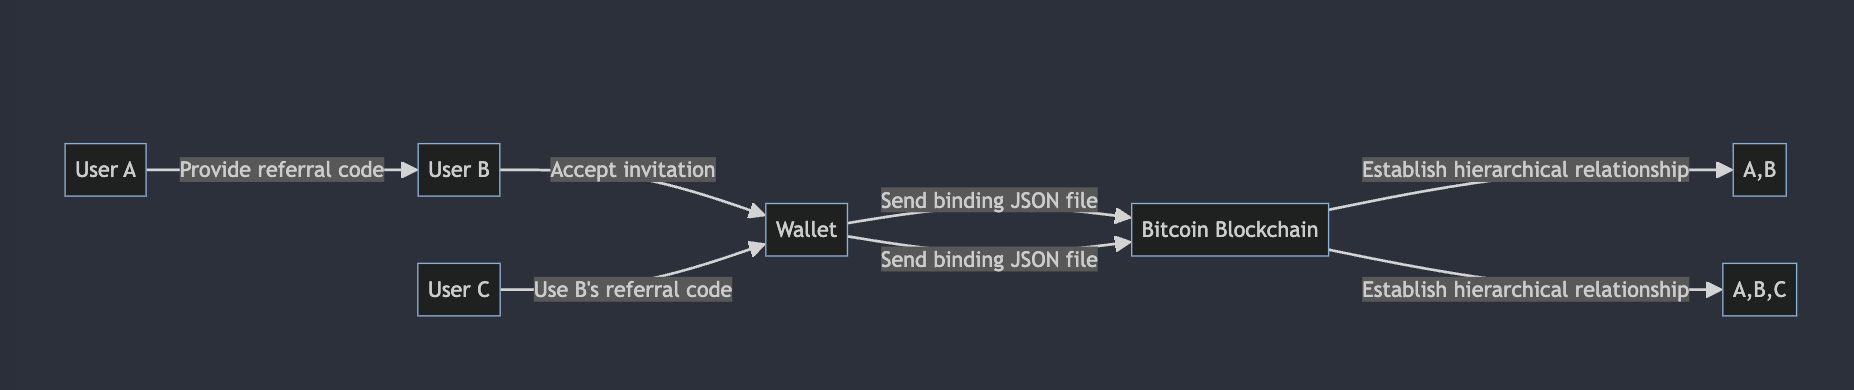 User A
Provide referral code
User B
Accept invitation
User C
Use B's referral code
Wallet
Send binding JSON file
Send binding JSON file
Bitcoin Blockchain
Establish hierarchical relationship
A,B
Establish hierarchical relationship
A,B,C